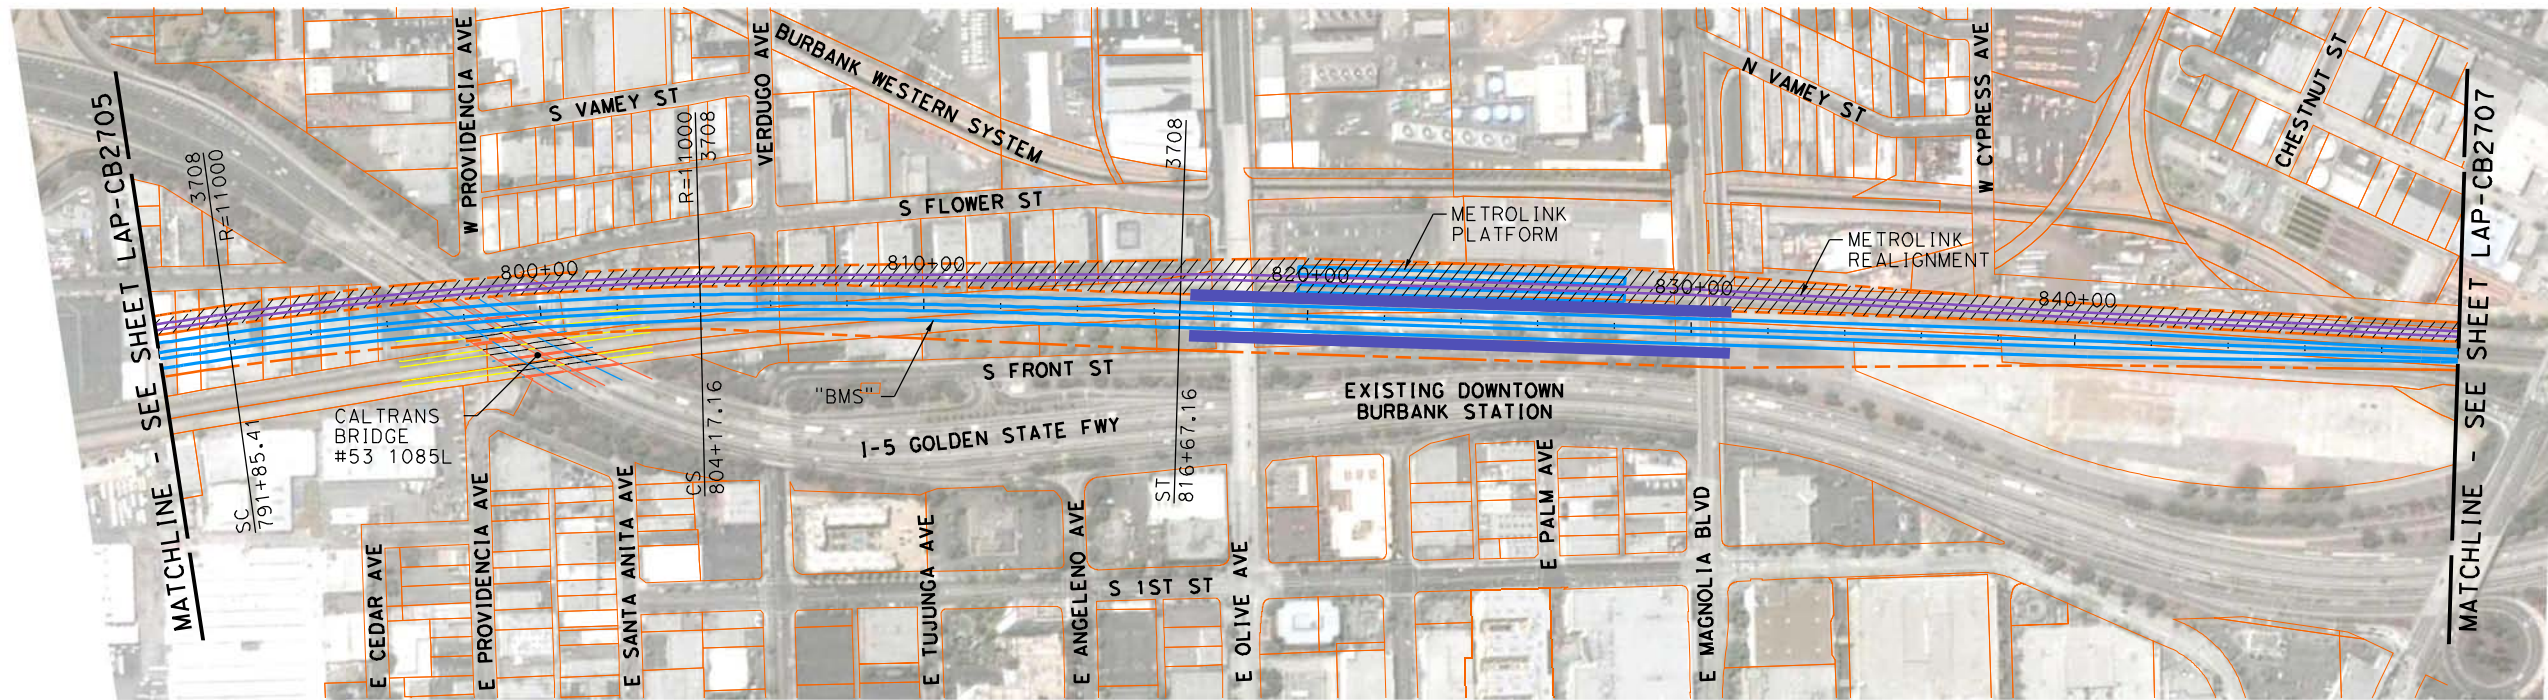 MATCHLINE - SEE SHEET LAP-CB2705
3708
R=11000
SC
791+85.41
W PROVIDENCIA AVE
S VAMEY ST
R=11000
3708
VERDUGO AVE
BURBANK WESTERN SYSTEM
3708
S FLOWER ST
N VAMEY ST
W CYPRESS AVE
CHESTNUT ST
METROLINK
PLATFORM
METROLINK
REALIGNMENT
800+00
810+00
820+00
830+00
840+00
CALTRANS
BRIDGE
#53 1085L
"BMS"
S FRONT ST
EXISTING DOWNTOWN
BURBANK STATION
I-5 GOLDEN STATE FWY
CS
804+17.16
ST
816+67.16
E CEDAR AVE
E PROVIDENCIA AVE
E SANTA ANITA AVE
E TUJUNGA AVE
E ANGELENO AVE
S 1ST ST
E OLIVE AVE
E PALM AVE
E MAGNOLIA BLVD
MATCHLINE - SEE SHEET LAP-CB2707